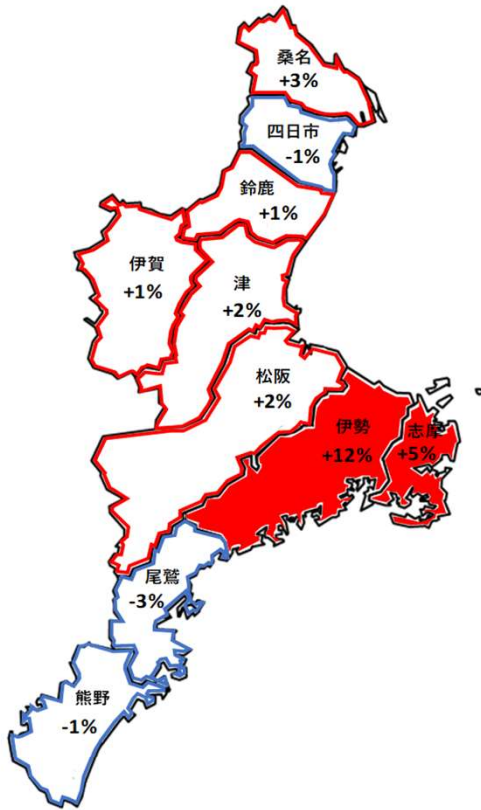 桑名
+3%
四日市
-1%
鈴鹿
+1%
伊賀
+1%
津
+2%
松阪
+2%
伊勢
+12%
志摩
+5%
尾鷲
-3%
熊野
-1%